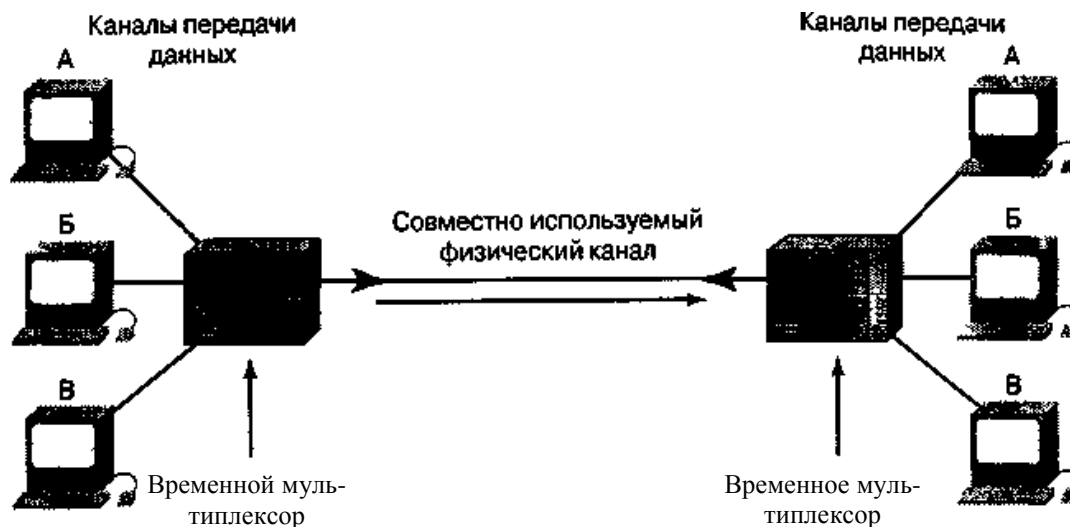 Каналы передачи
данных
А
Б
В
Временной муль-
типлексор
Совместно используемый
физический канал
Каналы передачи
данных
А
Б
В
Временное муль-
типлексор